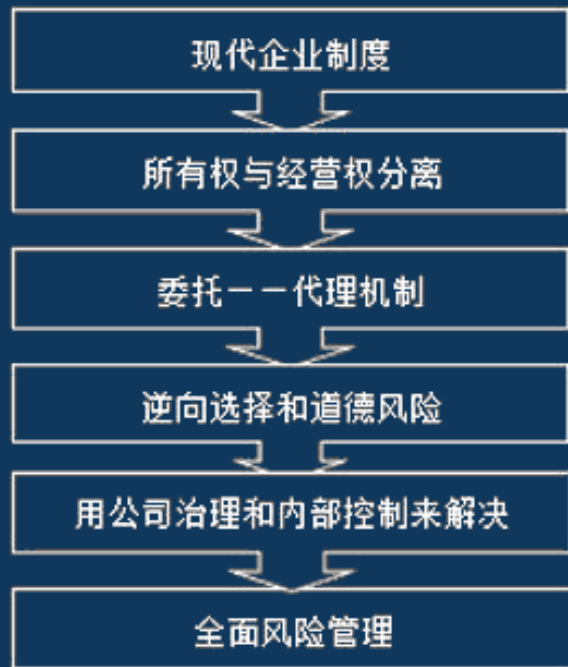 现代企业制度
所有权与经营权分离
委托——代理机制
逆向选择和道德风险
用公司治理和内部控制来解决
全面风险管理